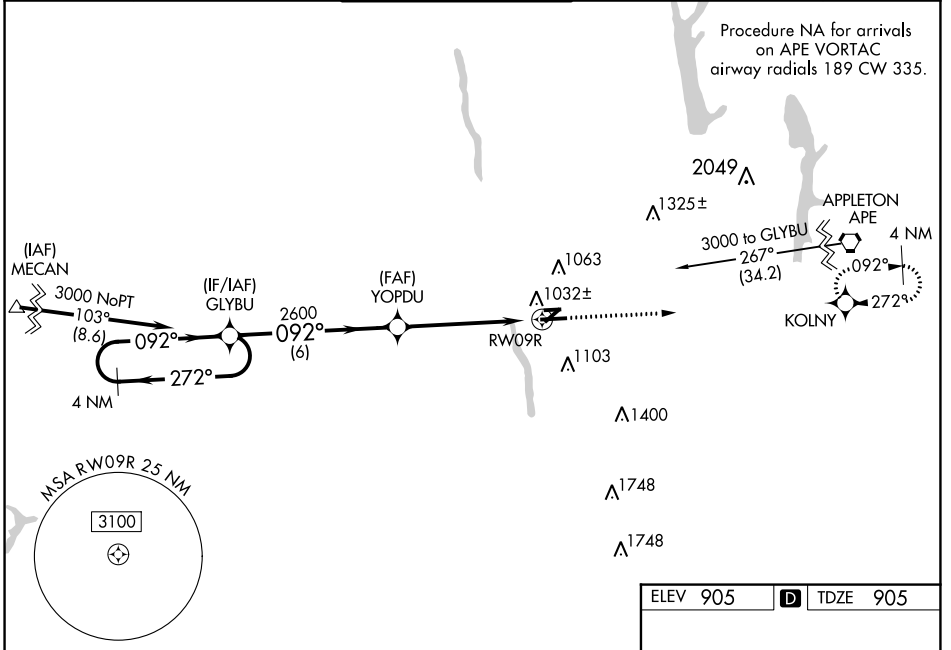 Procedure NA for arrivals
on APE VORTAC
airway radials 189 CW 335.
2049
1325±
APPLETON
APE
4 NM
3000 to GLYBU
267°
(34.2)
092°
272°
KOLNY
(IAF)
MECAN
3000 NoPT
103°
(8.6)
(IF/IAF)
GLYBU
092°
272°
4 NM
2600
092°
(6)
(FAF)
YOPDU
1063
1032±
RW09R
1103
1400
1748
1748
MSA RW09R 25 NM
3100
ELEV 905 D TDZE 905